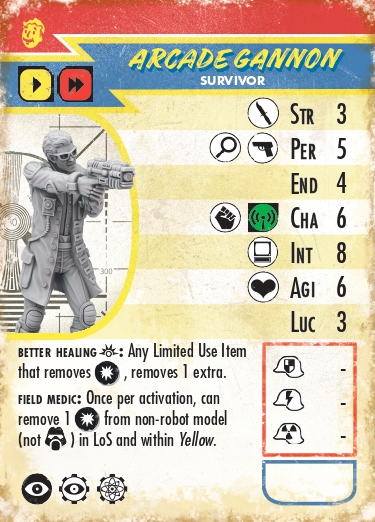 ARCADE GANNON
SURVIVOR
STR 3
PER 5
END 4
CHA 6
INT 8
AGI 6
LUC 3
300
BETTER HEALING : Any Limited Use Item
that removes , removes 1 extra.
FIELD MEDIC: Once per activation, can
remove 1 from non-robot model
(not ) in LoS and within Yellow.
-
-
-